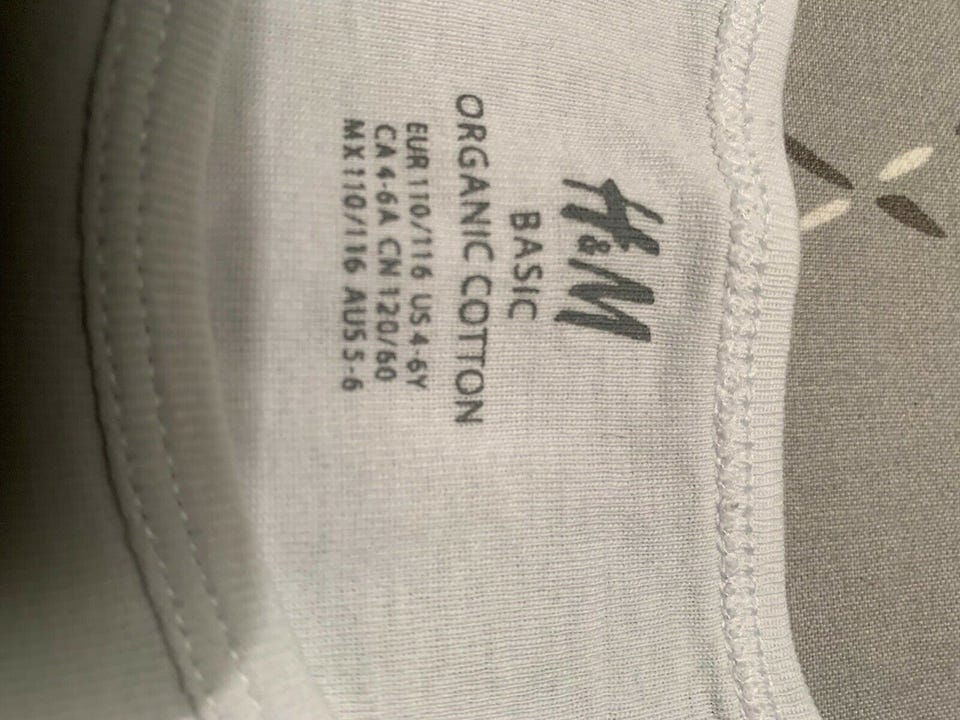 H&M
BASIC
ORGANIC COTTON
EUR 110/116 US 4-6Y
CA 4-6A CN 120/60
MX 110/116 AUS 5-6